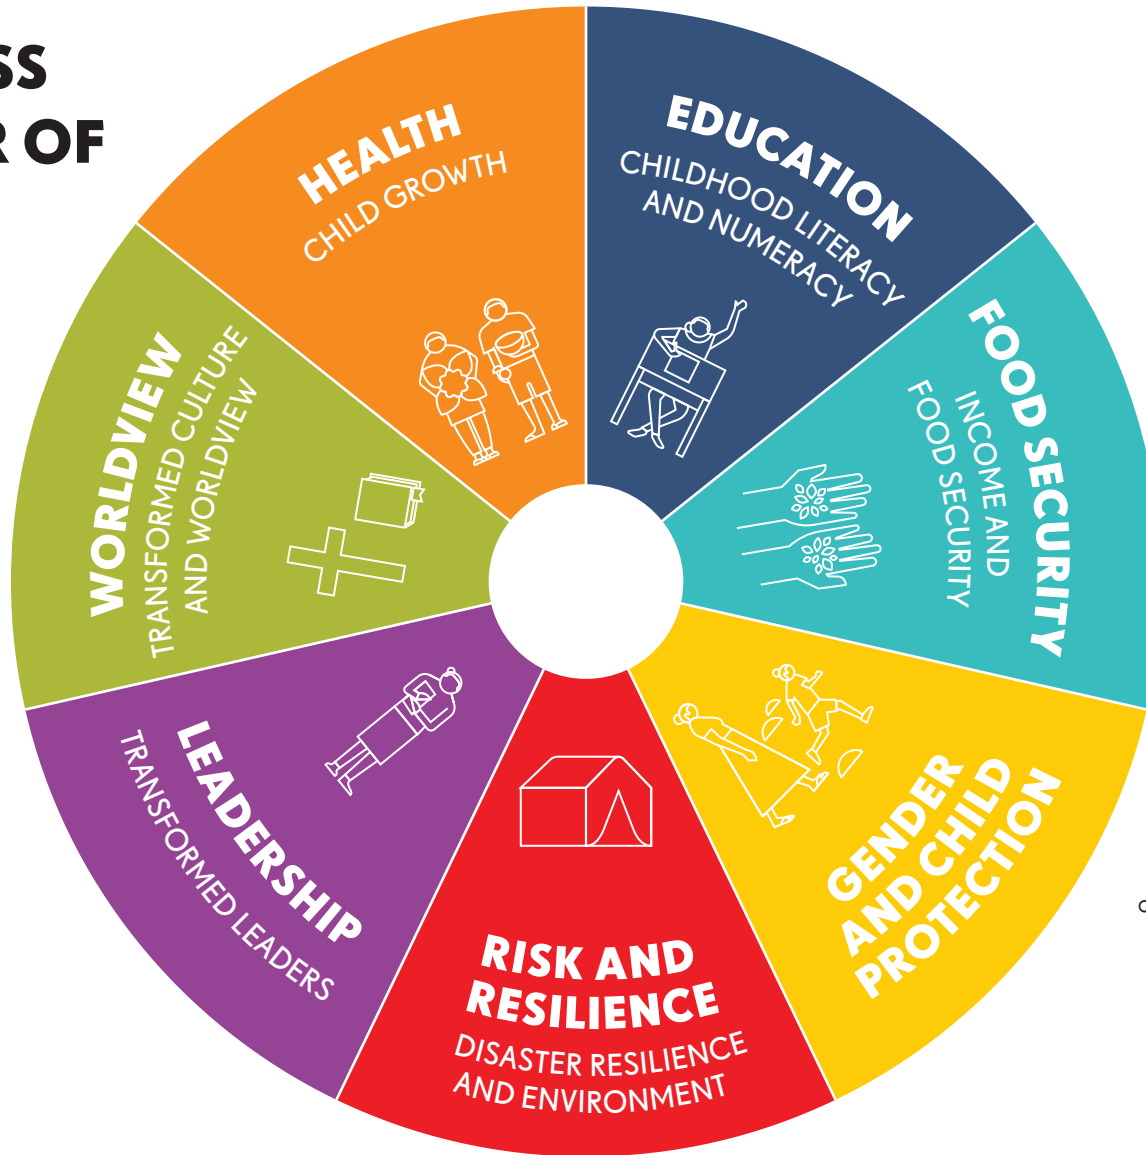 SS
R OF
HEALTH
CHILD GROWTH
EDUCATION
CHILDHOOD LITERACY
AND NUMERACY
FOOD SECURITY
INCOME AND
FOOD SECURITY
GENDER
AND CHILD
PROTECTION
RISK AND
RESILIENCE
DISASTER RESILIENCE
AND ENVIRONMENT
LEADERSHIP
TRANSFORMED LEADERS
WORLDVIEW
TRANSFORMED CULTURE
AND WORLDVIEW